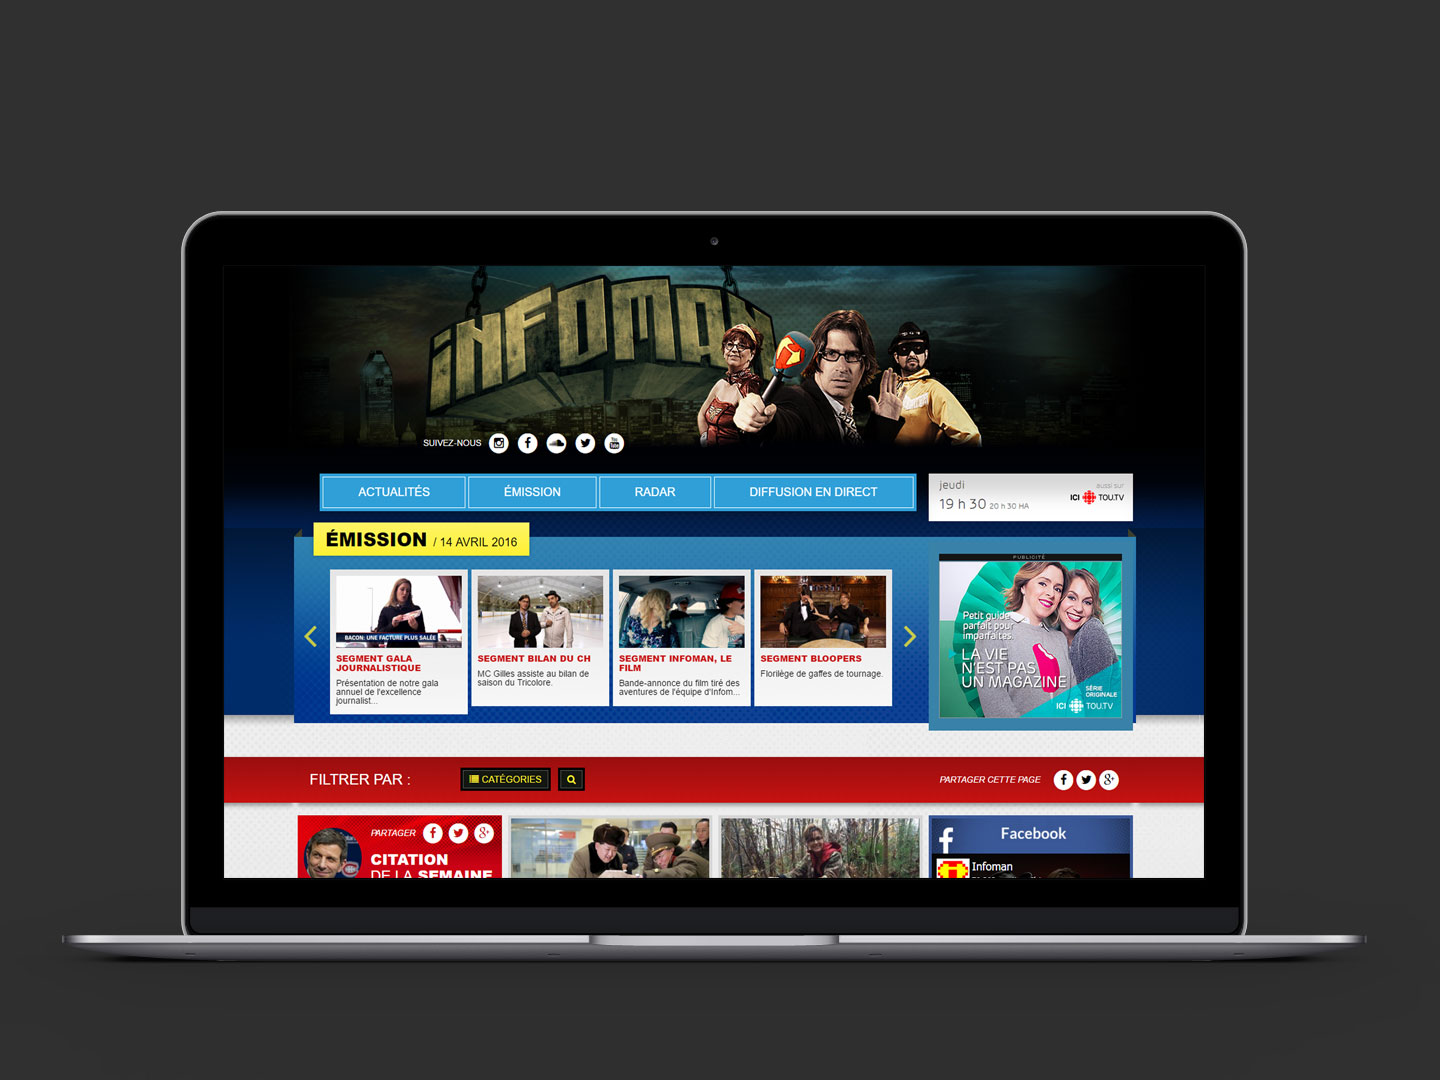 iNFOMAN
SUIVEZ-NOUS
You
Tube
ACTUALITÉS
ÉMISSION
RADAR
DIFFUSION EN DIRECT
jeudi
19 h 30 20 h 30 HA
aussi sur
ICI TOU.TV
ÉMISSION / 14 AVRIL 2016
BACON: UNE FACTURE PLUS SALÉE
SEGMENT GALA
JOURNALISTIQUE
Présentation de notre gala
annuel de l'excellence
journalist...
SEGMENT BILAN DU CH
MC Gilles assiste au bilan de
saison du Tricolore.
SEGMENT INFOMAN, LE
FILM
Bande-annonce du film tiré des
aventures de l'équipe d'Infom...
SEGMENT BLOOPERS
Florilège de gaffes de tournage.
PUBLICITÉ
Petit guide
parfait pour
imparfaites.
LA VIE
N'EST PAS
UN MAGAZINE
SÉRIE
ORIGINALE
ICI TOU.TV
FILTRER PAR :
CATÉGORIES
PARTAGER CETTE PAGE
PARTAGER
CITATION
DE LA SEMAINE
Facebook
Infoman